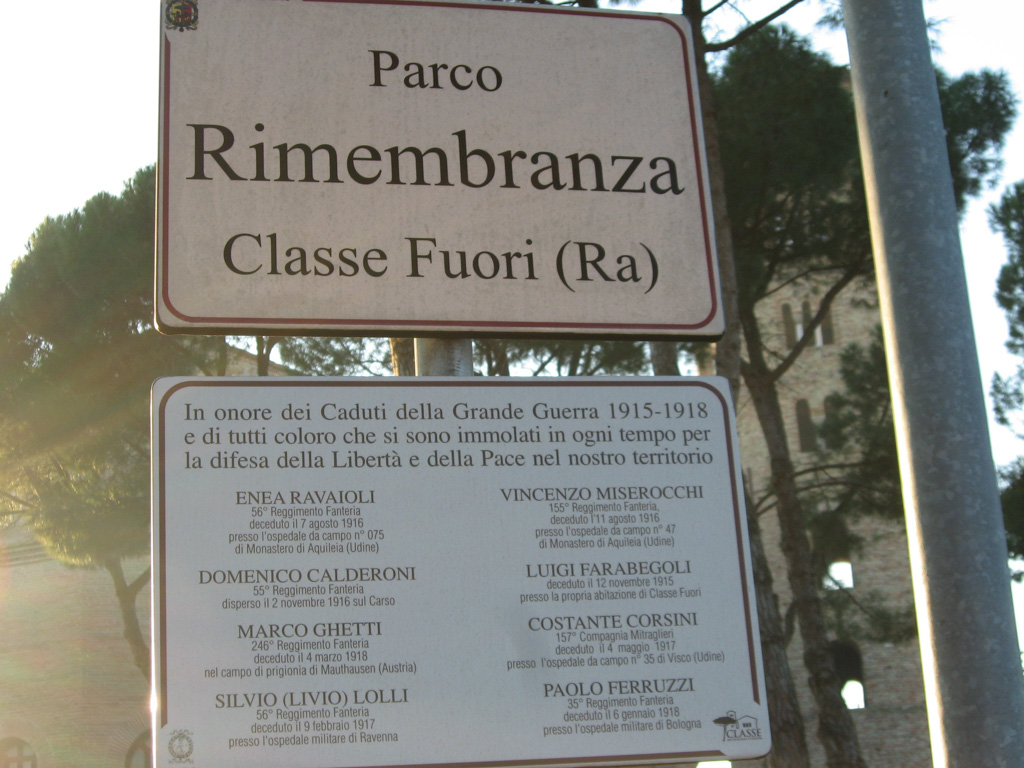 Parco
Rimembranza
Classe Fuori (Ra)
In onore dei Caduti della Grande Guerra 1915-1918
e di tutti coloro che si sono immolati in ogni tempo per
la difesa della Libertà e della Pace nel nostro territorio
ENEA RAVAIOLI
56° Reggimento Fanteria
deceduto il 7 agosto 1916
presso l'ospedale da campo n° 075
di Monastero di Aquileia (Udine)
DOMENICO CALDERONI
55° Reggimento Fanteria
disperso il 2 novembre 1916 sul Carso
MARCO GHETTI
246° Reggimento Fanteria
deceduto il 4 marzo 1918
nel campo di prigionia di Mauthausen (Austria)
SILVIO (LIVIO) LOLLI
56° Reggimento Fanteria
deceduto il 9 febbraio 1917
presso l'ospedale militare di Ravenna
VINCENZO MISEROCCHI
155° Reggimento Fanteria,
deceduto l'11 agosto 1916
presso l'ospedale da campo n° 47
di Monastero di Aquileia (Udine)
LUIGI FARABEGOLI
deceduto il 12 novembre 1915
presso la propria abitazione di Classe Fuori
COSTANTE CORSINI
157° Compagnia Mitraglieri
deceduto il 4 maggio 1917
presso l'ospedale da campo n° 35 di Visco (Udine)
PAOLO FERRUZZI
35° Reggimento Fanteria
deceduto il 6 gennaio 1918
presso l'ospedale militare di Bologna
CLASSE